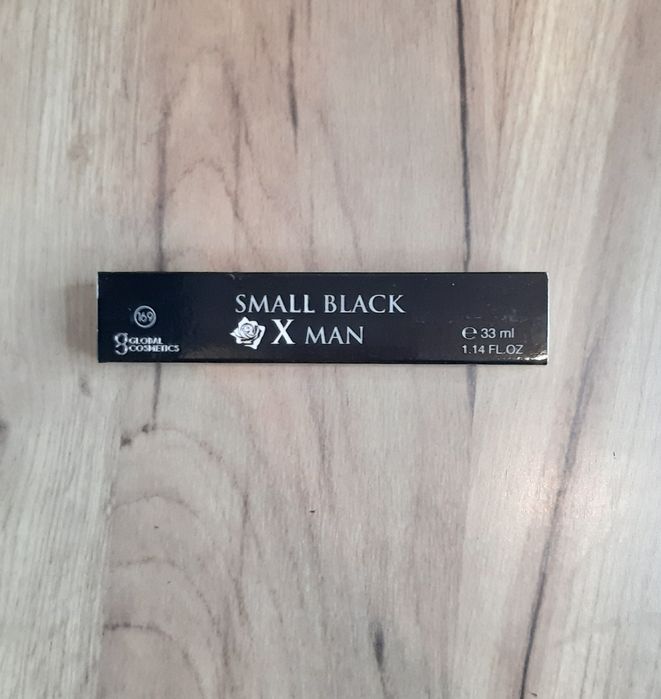 169
GLOBAL
COSMETICS
SMALL BLACK
X MAN
℮ 33 ml
1.14 FL.OZ